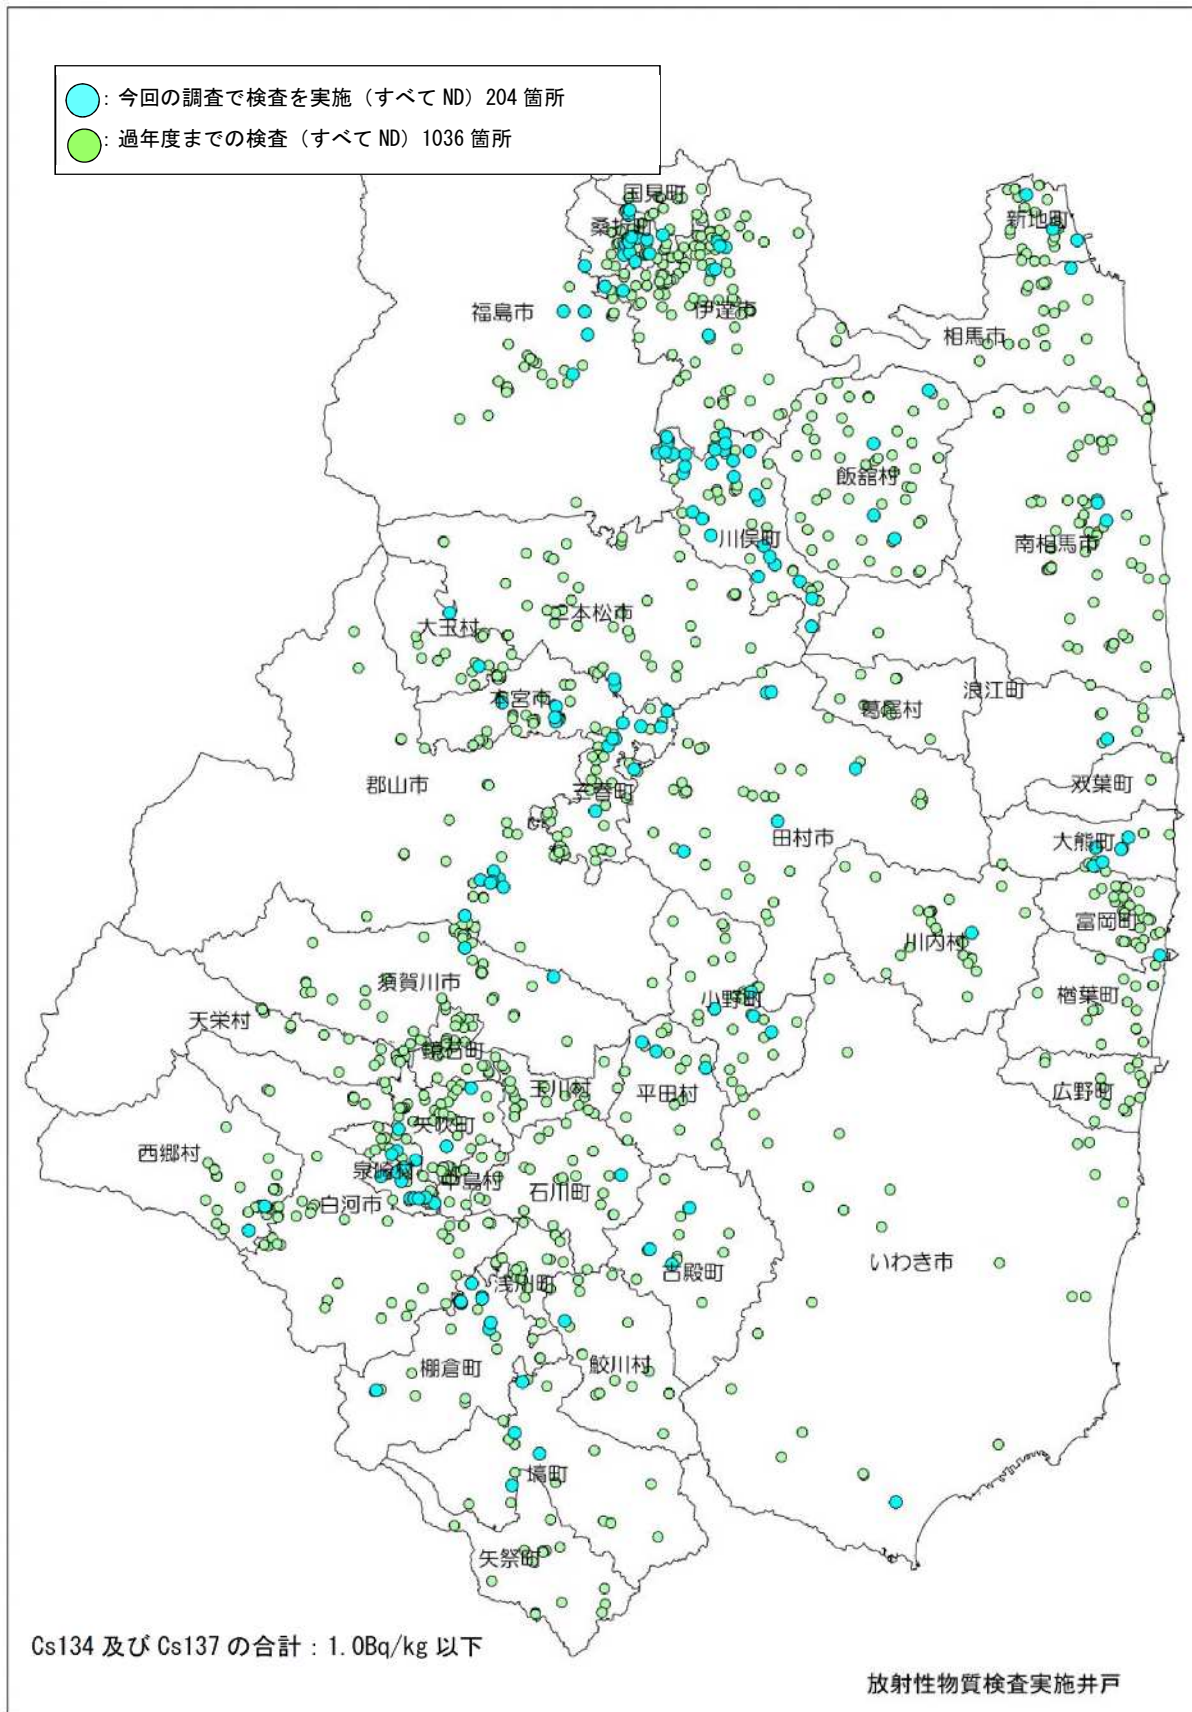 : 今回の調査で検査を実施（すべて ND）204 箇所
: 過年度までの検査（すべて ND）1036 箇所
国見町
桑折町
新地町
福島市
伊達市
相馬市
飯舘村
川俣町
南相馬市
二本松市
大玉村
本宮市
葛尾村
浪江町
郡山市
三春町
双葉町
田村市
大熊町
富岡町
川内村
須賀川市
小野町
楢葉町
天栄村
鏡石町
玉川村
平田村
広野町
矢吹町
西郷村
泉崎村
中島村
白河市
石川町
古殿町
いわき市
浅川町
棚倉町
鮫川村
塙町
矢祭町
Cs134 及び Cs137 の合計：1.0Bq/kg 以下
放射性物質検査実施井戸